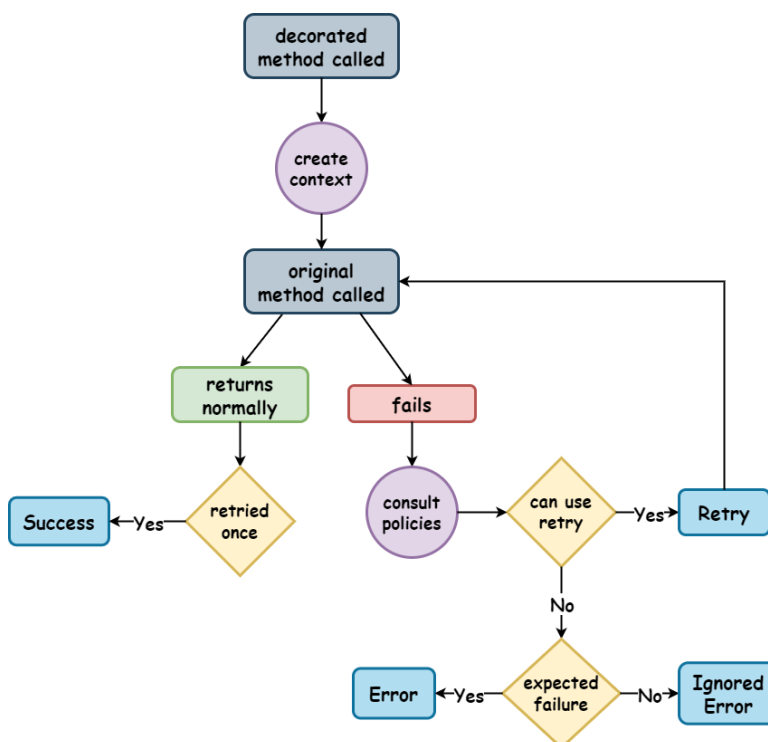 decorated
method called
create
context
original
method called
returns
normally
fails
retried
once
Yes
Success
consult
policies
can use
retry
Yes
Retry
No
expected
failure
Yes
Error
No
Ignored
Error